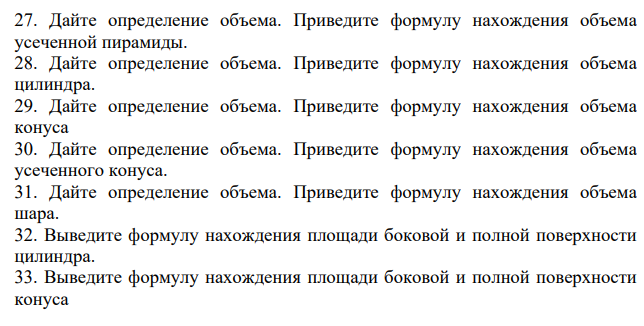 27. Дайте определение объема. Приведите формулу нахождения объема
усеченной пирамиды.
28. Дайте определение объема. Приведите формулу нахождения объема
цилиндра.
29. Дайте определение объема. Приведите формулу нахождения объема
конуса
30. Дайте определение объема. Приведите формулу нахождения объема
усеченного конуса.
31. Дайте определение объема. Приведите формулу нахождения объема
шара.
32. Выведите формулу нахождения площади боковой и полной поверхности
цилиндра.
33. Выведите формулу нахождения площади боковой и полной поверхности
конуса